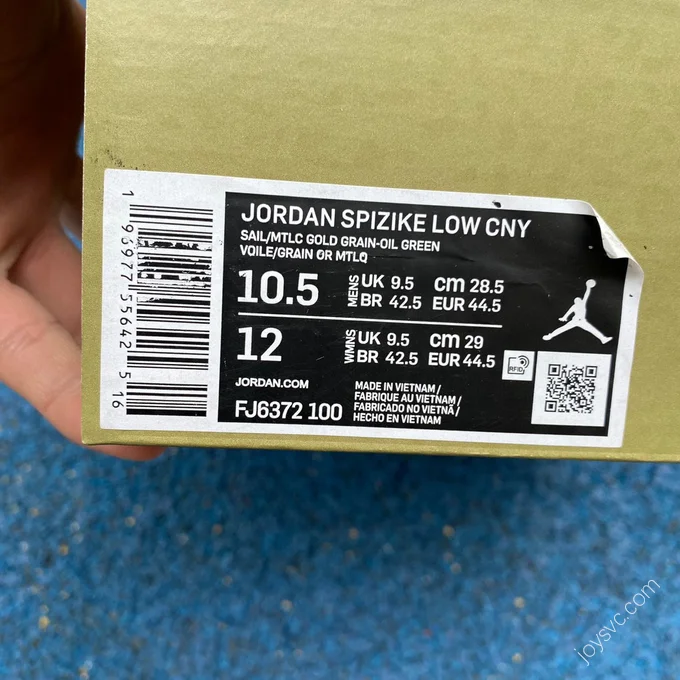 JORDAN SPIZIKE LOW CNY
SAIL/MTLC GOLD GRAIN-OIL GREEN
VOILE/GRAIN OR MTLQ
10.5 MENS UK 9.5 cm 28.5
BR 42.5 EUR 44.5
12 WMNS UK 9.5 cm 29
BR 42.5 EUR 44.5
RFID
JORDAN.COM
FJ6372 100
MADE IN VIETNAM/
FABRIQUE AU VIETNAM/
FABRICADO NO VIETNÃ/
HECHO EN VIETNAM
1 96977 55642 5 16
joysvc.com